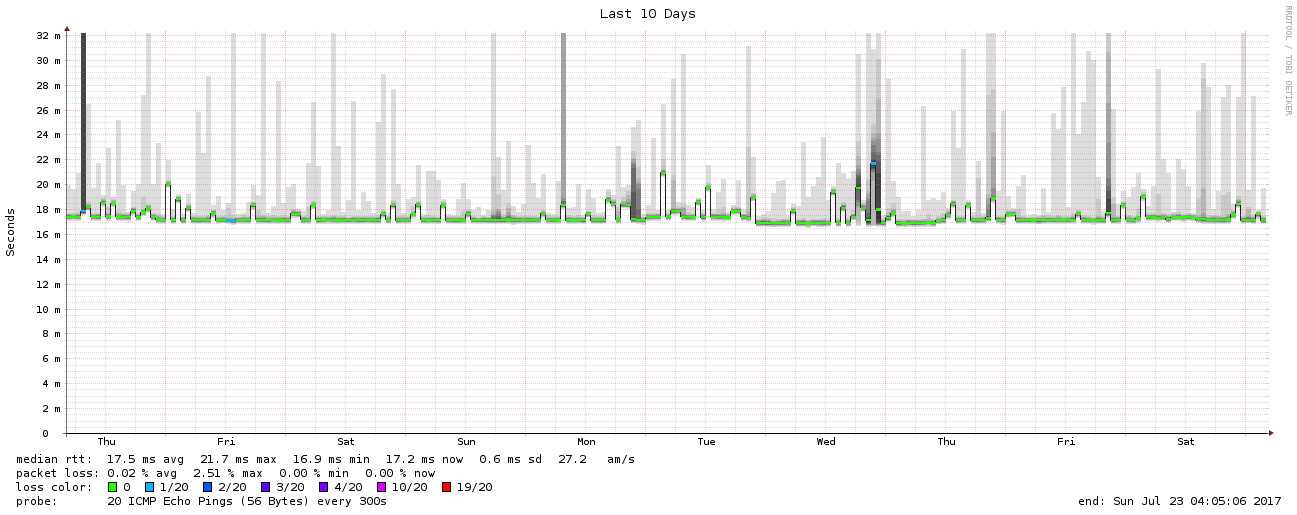 Last 10 Days
RRDTOOL / TOBI OETIKER
Seconds
32 m
30 m
28 m
26 m
24 m
22 m
20 m
18 m
16 m
14 m
12 m
10 m
8 m
6 m
4 m
2 m
0
Thu Fri Sat Sun Mon Tue Wed Thu Fri Sat
median rtt: 17.5 ms avg 21.7 ms max 16.9 ms min 17.2 ms now 0.6 ms sd 27.2 am/s
packet loss: 0.02 % avg 2.51 % max 0.00 % min 0.00 % now
loss color: 0 1/20 2/20 3/20 4/20 10/20 19/20
probe: 20 ICMP Echo Pings (56 Bytes) every 300s end: Sun Jul 23 04:05:06 2017